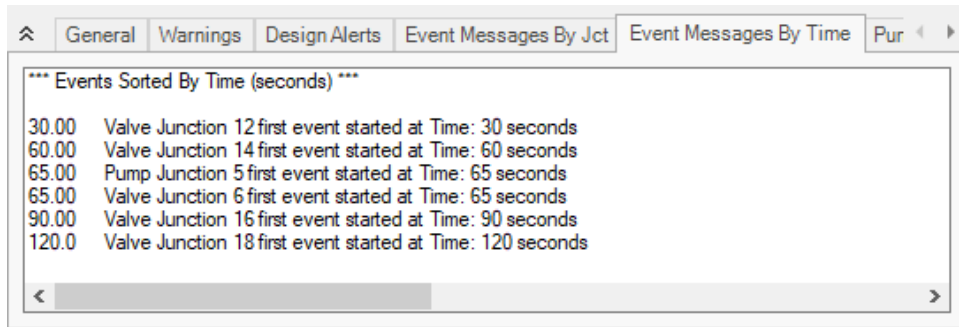 General Warnings Design Alerts Event Messages By Jct Event Messages By Time Pur
*** Events Sorted By Time (seconds) ***
30.00 Valve Junction 12 first event started at Time: 30 seconds
60.00 Valve Junction 14 first event started at Time: 60 seconds
65.00 Pump Junction 5 first event started at Time: 65 seconds
65.00 Valve Junction 6 first event started at Time: 65 seconds
90.00 Valve Junction 16 first event started at Time: 90 seconds
120.0 Valve Junction 18 first event started at Time: 120 seconds